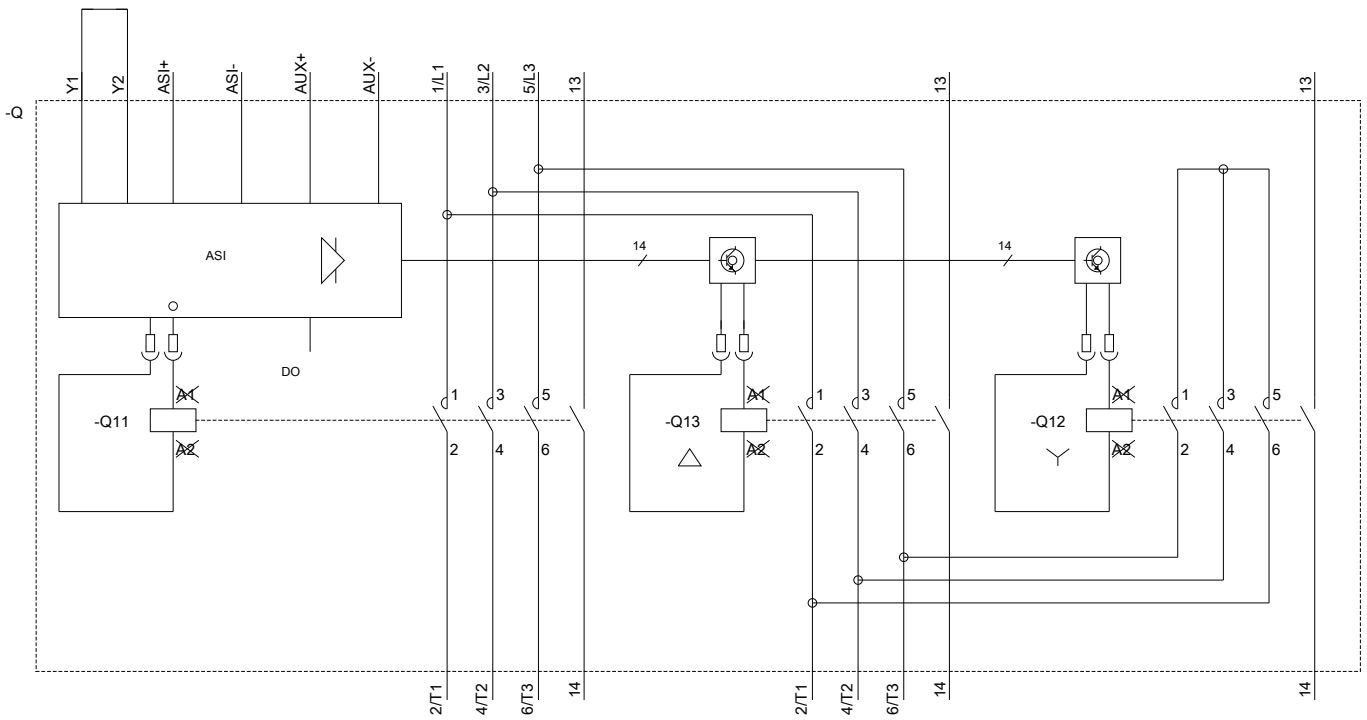 Y1 Y2 ASI+ ASI- AUX+ AUX- 1/L1 3/L2 5/L3 13 13 13
-Q
14 14
ASI
DO
A1 1 3 5 A1 1 3 5 A1 1 3 5
-Q11 -Q13 -Q12
A2 2 4 6 A2 2 4 6 A2 2 4 6
2/T1 4/T2 6/T3 14 2/T1 4/T2 6/T3 14 14